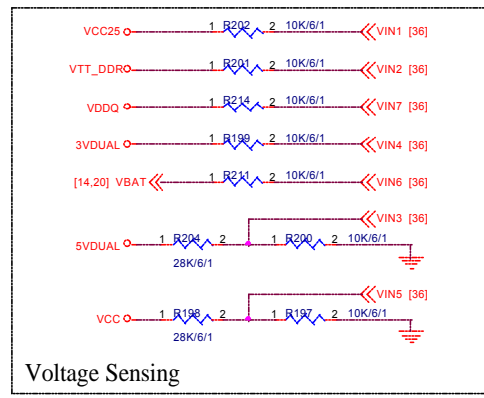 VCC25 1 R202 2 10K/6/1 VIN1 [36]
VTT_DDR 1 R201 2 10K/6/1 VIN2 [36]
VDDQ 1 R214 2 10K/6/1 VIN7 [36]
3VDUAL 1 R199 2 10K/6/1 VIN4 [36]
[14,20] VBAT 1 R211 2 10K/6/1 VIN6 [36]
VIN3 [36]
5VDUAL 1 R204 2 1 R200 2 10K/6/1
28K/6/1
VIN5 [36]
VCC 1 R198 2 1 R197 2 10K/6/1
28K/6/1
Voltage Sensing